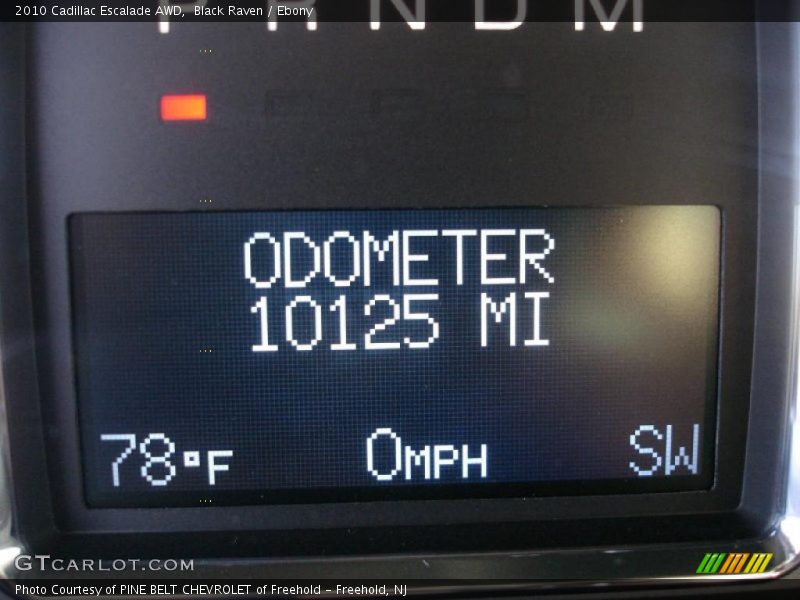 2010 Cadillac Escalade AWD,  Black Raven / Ebony
P R N D M
ODOMETER
10125 MI
78°F 0MPH SW
GTCARLOT.COM
Photo Courtesy of PINE BELT CHEVROLET of Freehold - Freehold, NJ